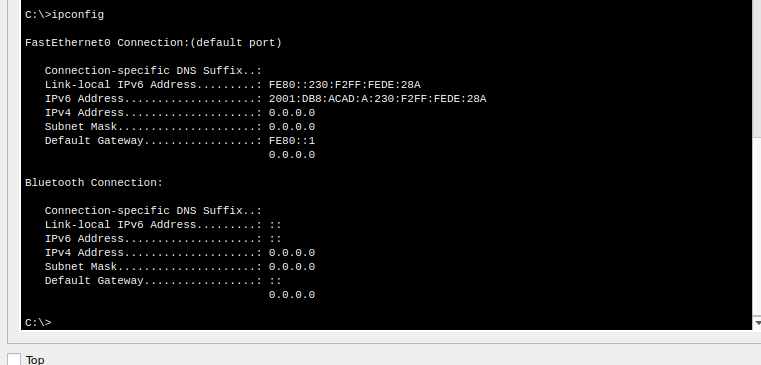 C:\>ipconfig
FastEthernet0 Connection:(default port)
Connection-specific DNS Suffix..:
Link-local IPv6 Address.........: FE80::230:F2FF:FEDE:28A
IPv6 Address....................: 2001:DB8:ACAD:A:230:F2FF:FEDE:28A
IPv4 Address....................: 0.0.0.0
Subnet Mask.....................: 0.0.0.0
Default Gateway.................: FE80::1
0.0.0.0
Bluetooth Connection:
Connection-specific DNS Suffix..:
Link-local IPv6 Address.........: ::
IPv6 Address....................: ::
IPv4 Address....................: 0.0.0.0
Subnet Mask.....................: 0.0.0.0
Default Gateway.................: ::
0.0.0.0
C:\>
Top